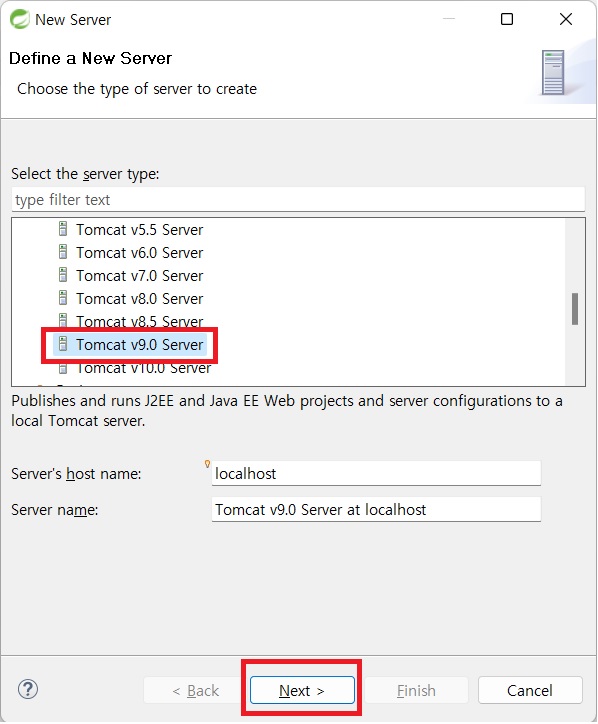 New Server
Define a New Server
Choose the type of server to create
Select the server type:
type filter text
Tomcat v5.5 Server
Tomcat v6.0 Server
Tomcat v7.0 Server
Tomcat v8.0 Server
Tomcat v8.5 Server
Tomcat v9.0 Server
Tomcat v10.0 Server
Publishes and runs J2EE and Java EE Web projects and server configurations to a
local Tomcat server.
Server's host name: localhost
Server name: Tomcat v9.0 Server at localhost
? < Back Next > Finish Cancel